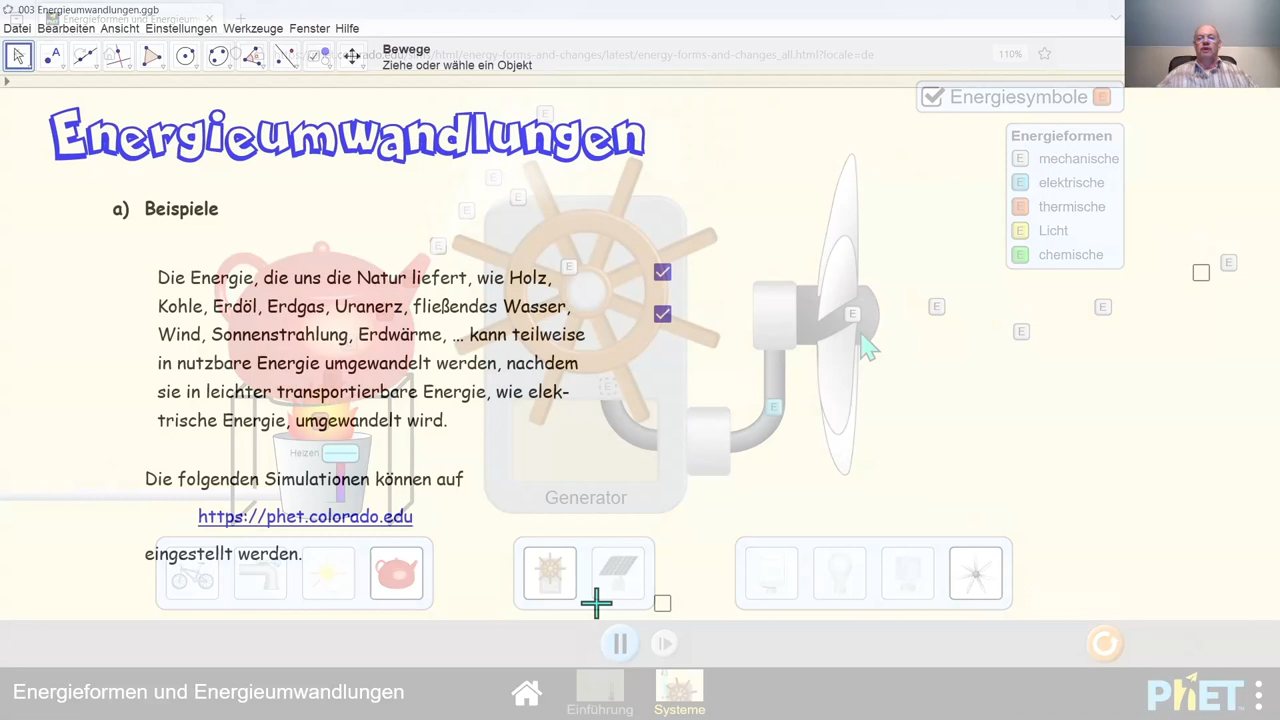 003 Energieumwandlungen.ggb
Datei Bearbeiten Ansicht Einstellungen Werkzeuge Fenster Hilfe
Bewege
Ziehe oder wähle ein Objekt
110%
Energiesymbole E
Energieumwandlungen
Energieformen
E mechanische
E elektrische
E thermische
E Licht
E chemische
a) Beispiele
Die Energie, die uns die Natur liefert, wie Holz,
Kohle, Erdöl, Erdgas, Uranerz, fließendes Wasser,
Wind, Sonnenstrahlung, Erdwärme, ... kann teilweise
in nutzbare Energie umgewandelt werden, nachdem
sie in leichter transportierbare Energie, wie elek-
trische Energie, umgewandelt wird.
Heizen
Die folgenden Simulationen können auf
Generator
https://phet.colorado.edu
eingestellt werden.
Energieformen und Energieumwandlungen
Einführung
Systeme
PhET